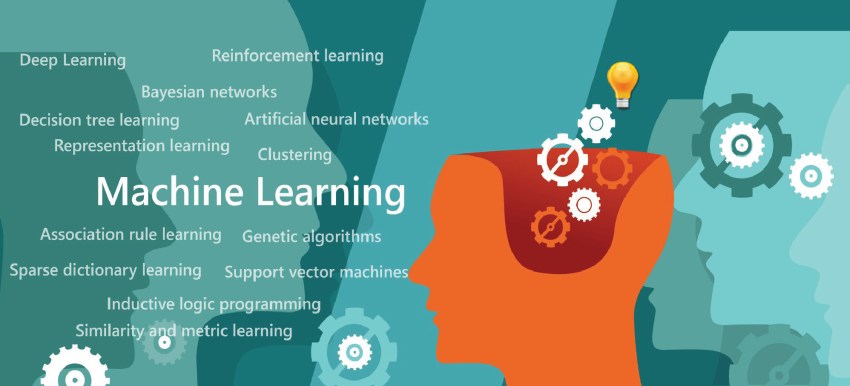 Deep Learning
Reinforcement learning
Bayesian networks
Decision tree learning
Artificial neural networks
Representation learning
Clustering
Machine Learning
Association rule learning
Genetic algorithms
Sparse dictionary learning
Support vector machines
Inductive logic programming
Similarity and metric learning